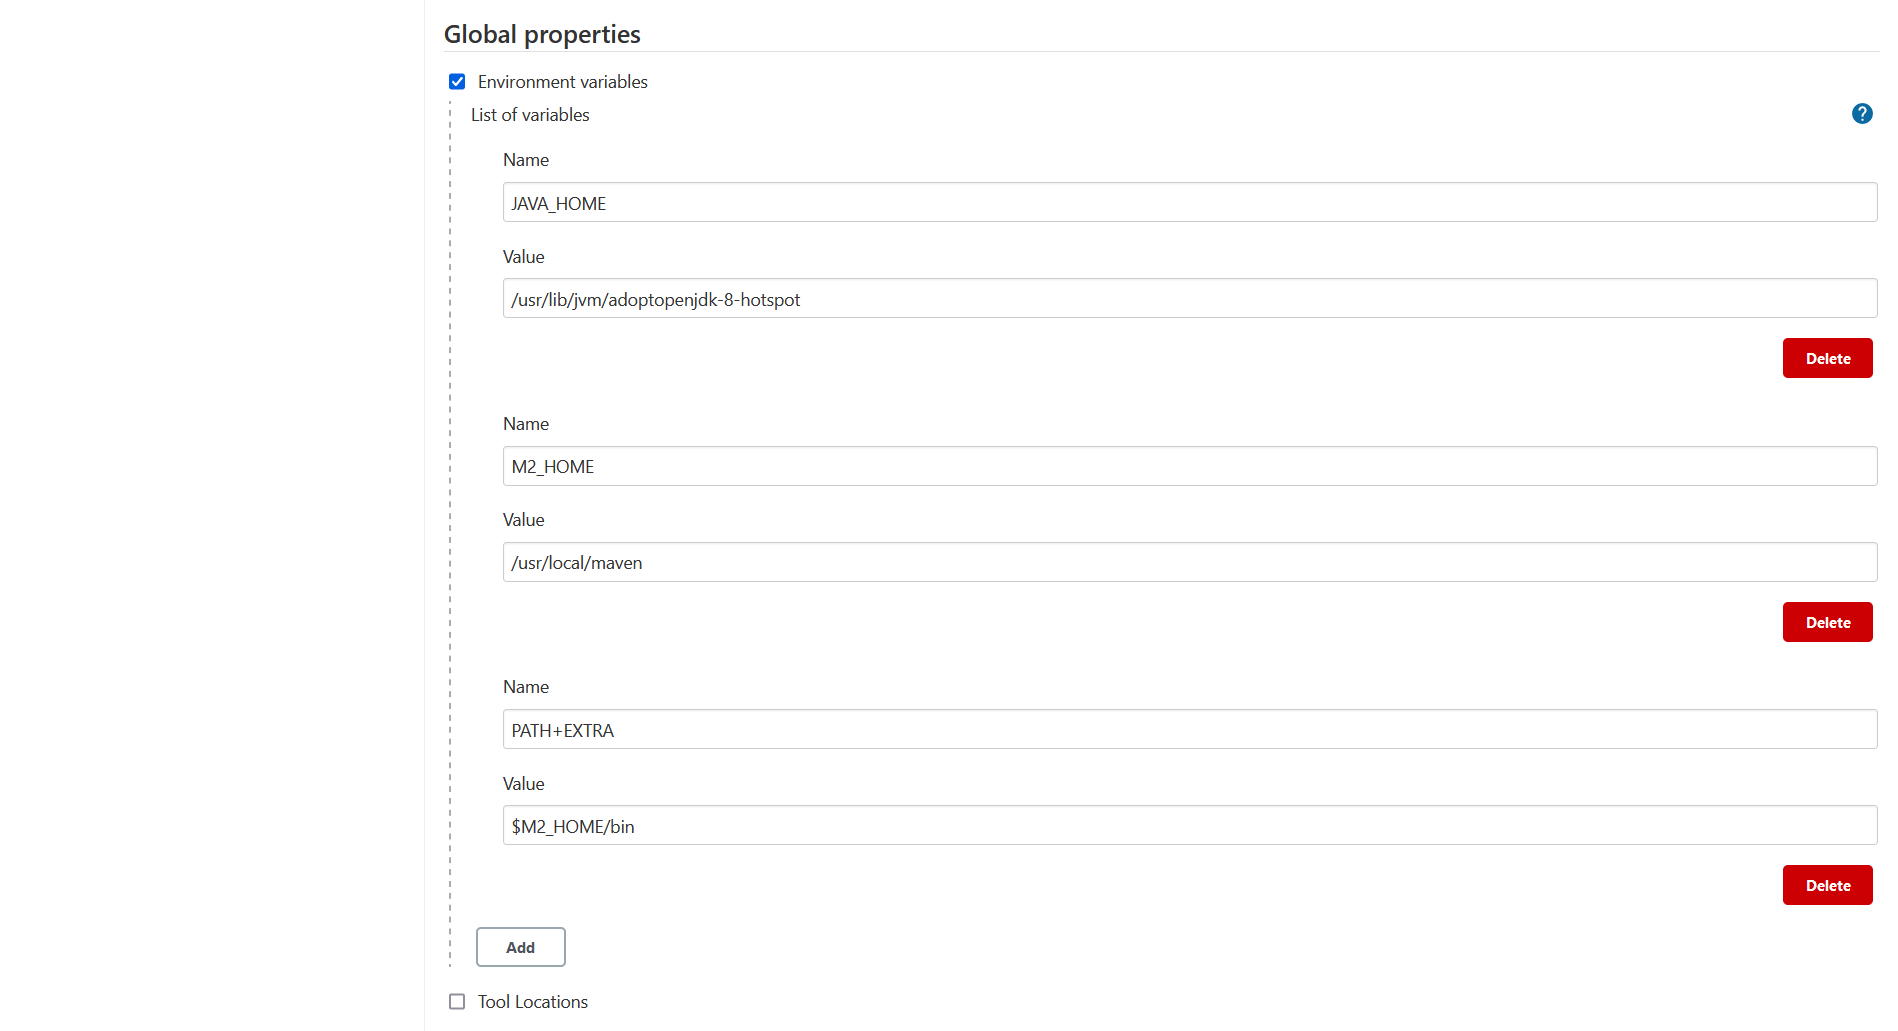 Global properties
Environment variables
List of variables
?
Name
JAVA_HOME
Value
/usr/lib/jvm/adoptopenjdk-8-hotspot
Delete
Name
M2_HOME
Value
/usr/local/maven
Delete
Name
PATH+EXTRA
Value
$M2_HOME/bin
Delete
Add
Tool Locations